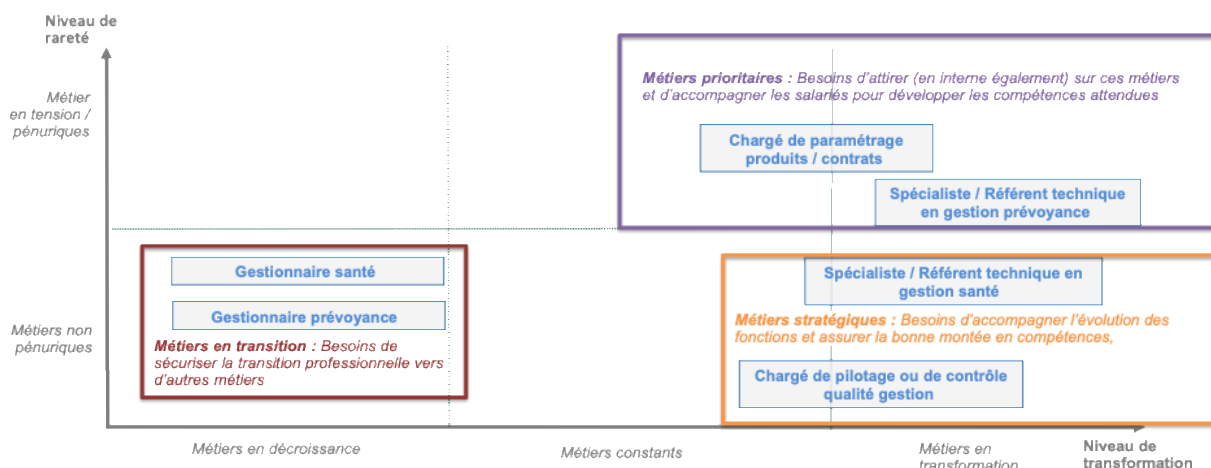 Niveau de
rareté
Métier
en tension /
pénuriques
Métiers prioritaires : Besoins d'attirer (en interne également) sur ces métiers
et d'accompagner les salariés pour développer les compétences attendues
Chargé de paramétrage
produits / contrats
Spécialiste / Référent technique
en gestion prévoyance
Métiers non
pénuriques
Gestionnaire santé
Gestionnaire prévoyance
Métiers en transition : Besoins de
sécuriser la transition professionnelle vers
d'autres métiers
Spécialiste / Référent technique en
gestion santé
Métiers stratégiques : Besoins d'accompagner l'évolution des
fonctions et assurer la bonne montée en compétences,
Chargé de pilotage ou de contrôle
qualité gestion
Métiers en décroissance
Métiers constants
Métiers en
transformation
Niveau de
transformation